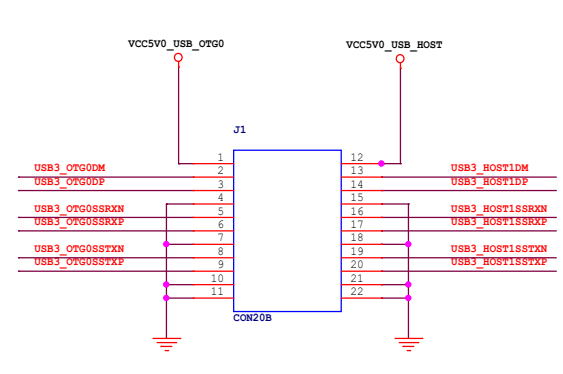 VCC5V0_USB_OTG0
VCC5V0_USB_HOST
J1
1
12
USB3_OTG0DM
2
13
USB3_HOST1DM
USB3_OTG0DP
3
14
USB3_HOST1DP
4
15
USB3_OTG0SSRXN
5
16
USB3_HOST1SSRXN
USB3_OTG0SSRXP
6
17
USB3_HOST1SSRXP
7
18
USB3_OTG0SSTXN
8
19
USB3_HOST1SSTXN
USB3_OTG0SSTXP
9
20
USB3_HOST1SSTXP
10
21
11
22
CON20B